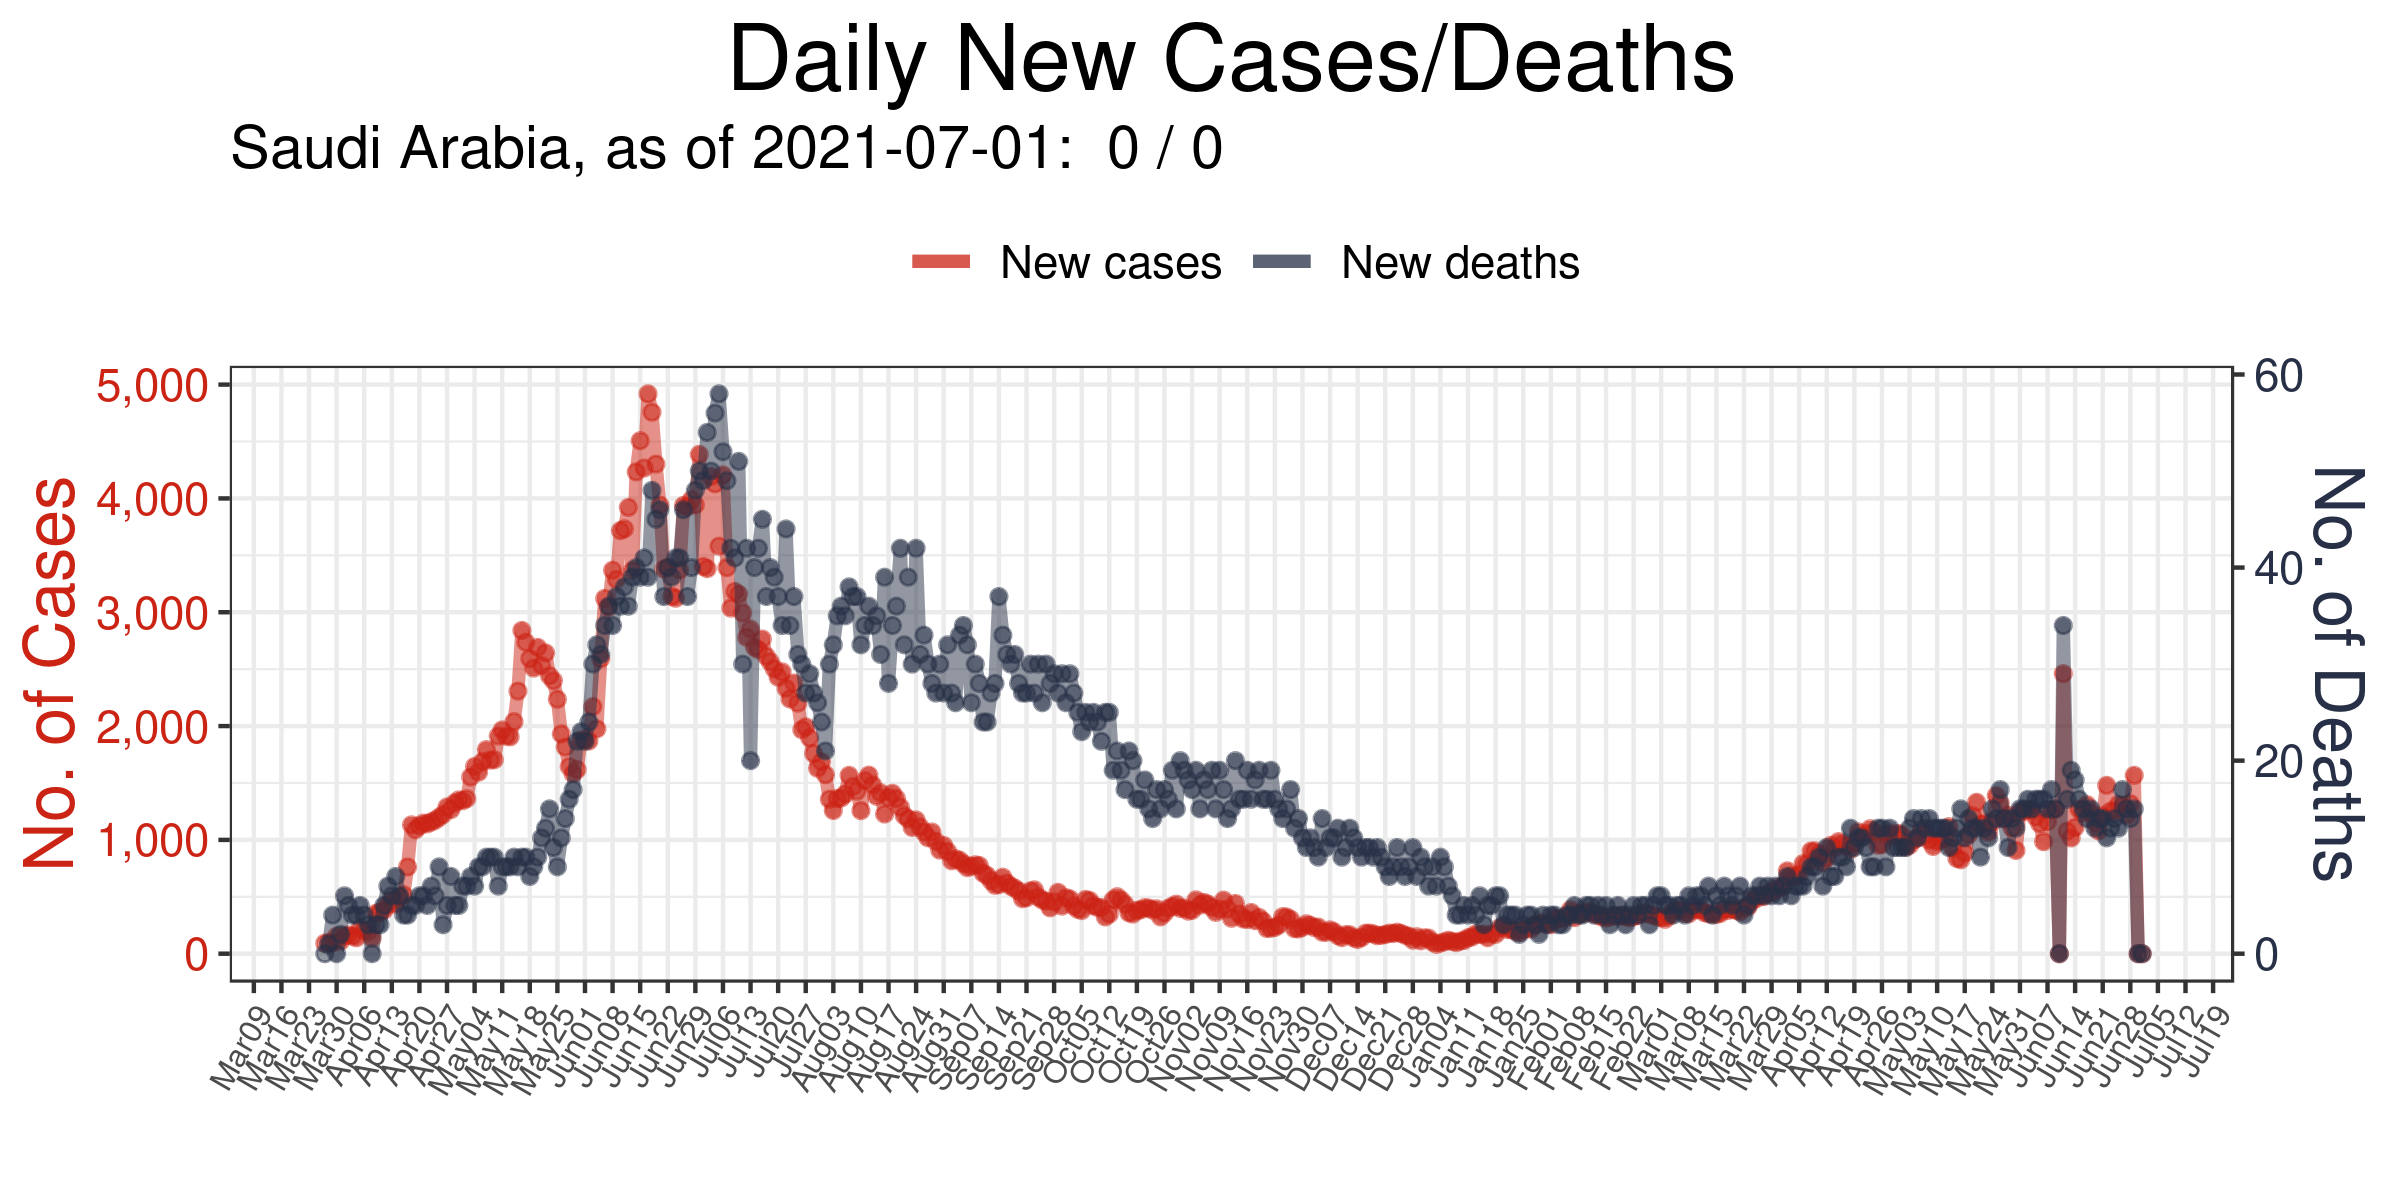 Daily New Cases/Deaths
Saudi Arabia, as of 2021-07-01:  0 / 0
New cases New deaths
No. of Cases
5,000
4,000
3,000
2,000
1,000
0
60
40
20
0
No. of Deaths
Mar09 Mar16 Mar23 Mar30 Apr06 Apr13 Apr20 Apr27 May04 May11 May18 May25 Jun01 Jun08 Jun15 Jun22 Jun29 Jul06 Jul13 Jul20 Jul27 Aug03 Aug10 Aug17 Aug24 Aug31 Sep07 Sep14 Sep21 Sep28 Oct05 Oct12 Oct19 Oct26 Nov02 Nov09 Nov16 Nov23 Nov30 Dec07 Dec14 Dec21 Dec28 Jan04 Jan11 Jan18 Jan25 Feb01 Feb08 Feb15 Feb22 Mar01 Mar08 Mar15 Mar22 Mar29 Apr05 Apr12 Apr19 Apr26 May03 May10 May17 May24 May31 Jun07 Jun14 Jun21 Jun28 Jul05 Jul12 Jul19